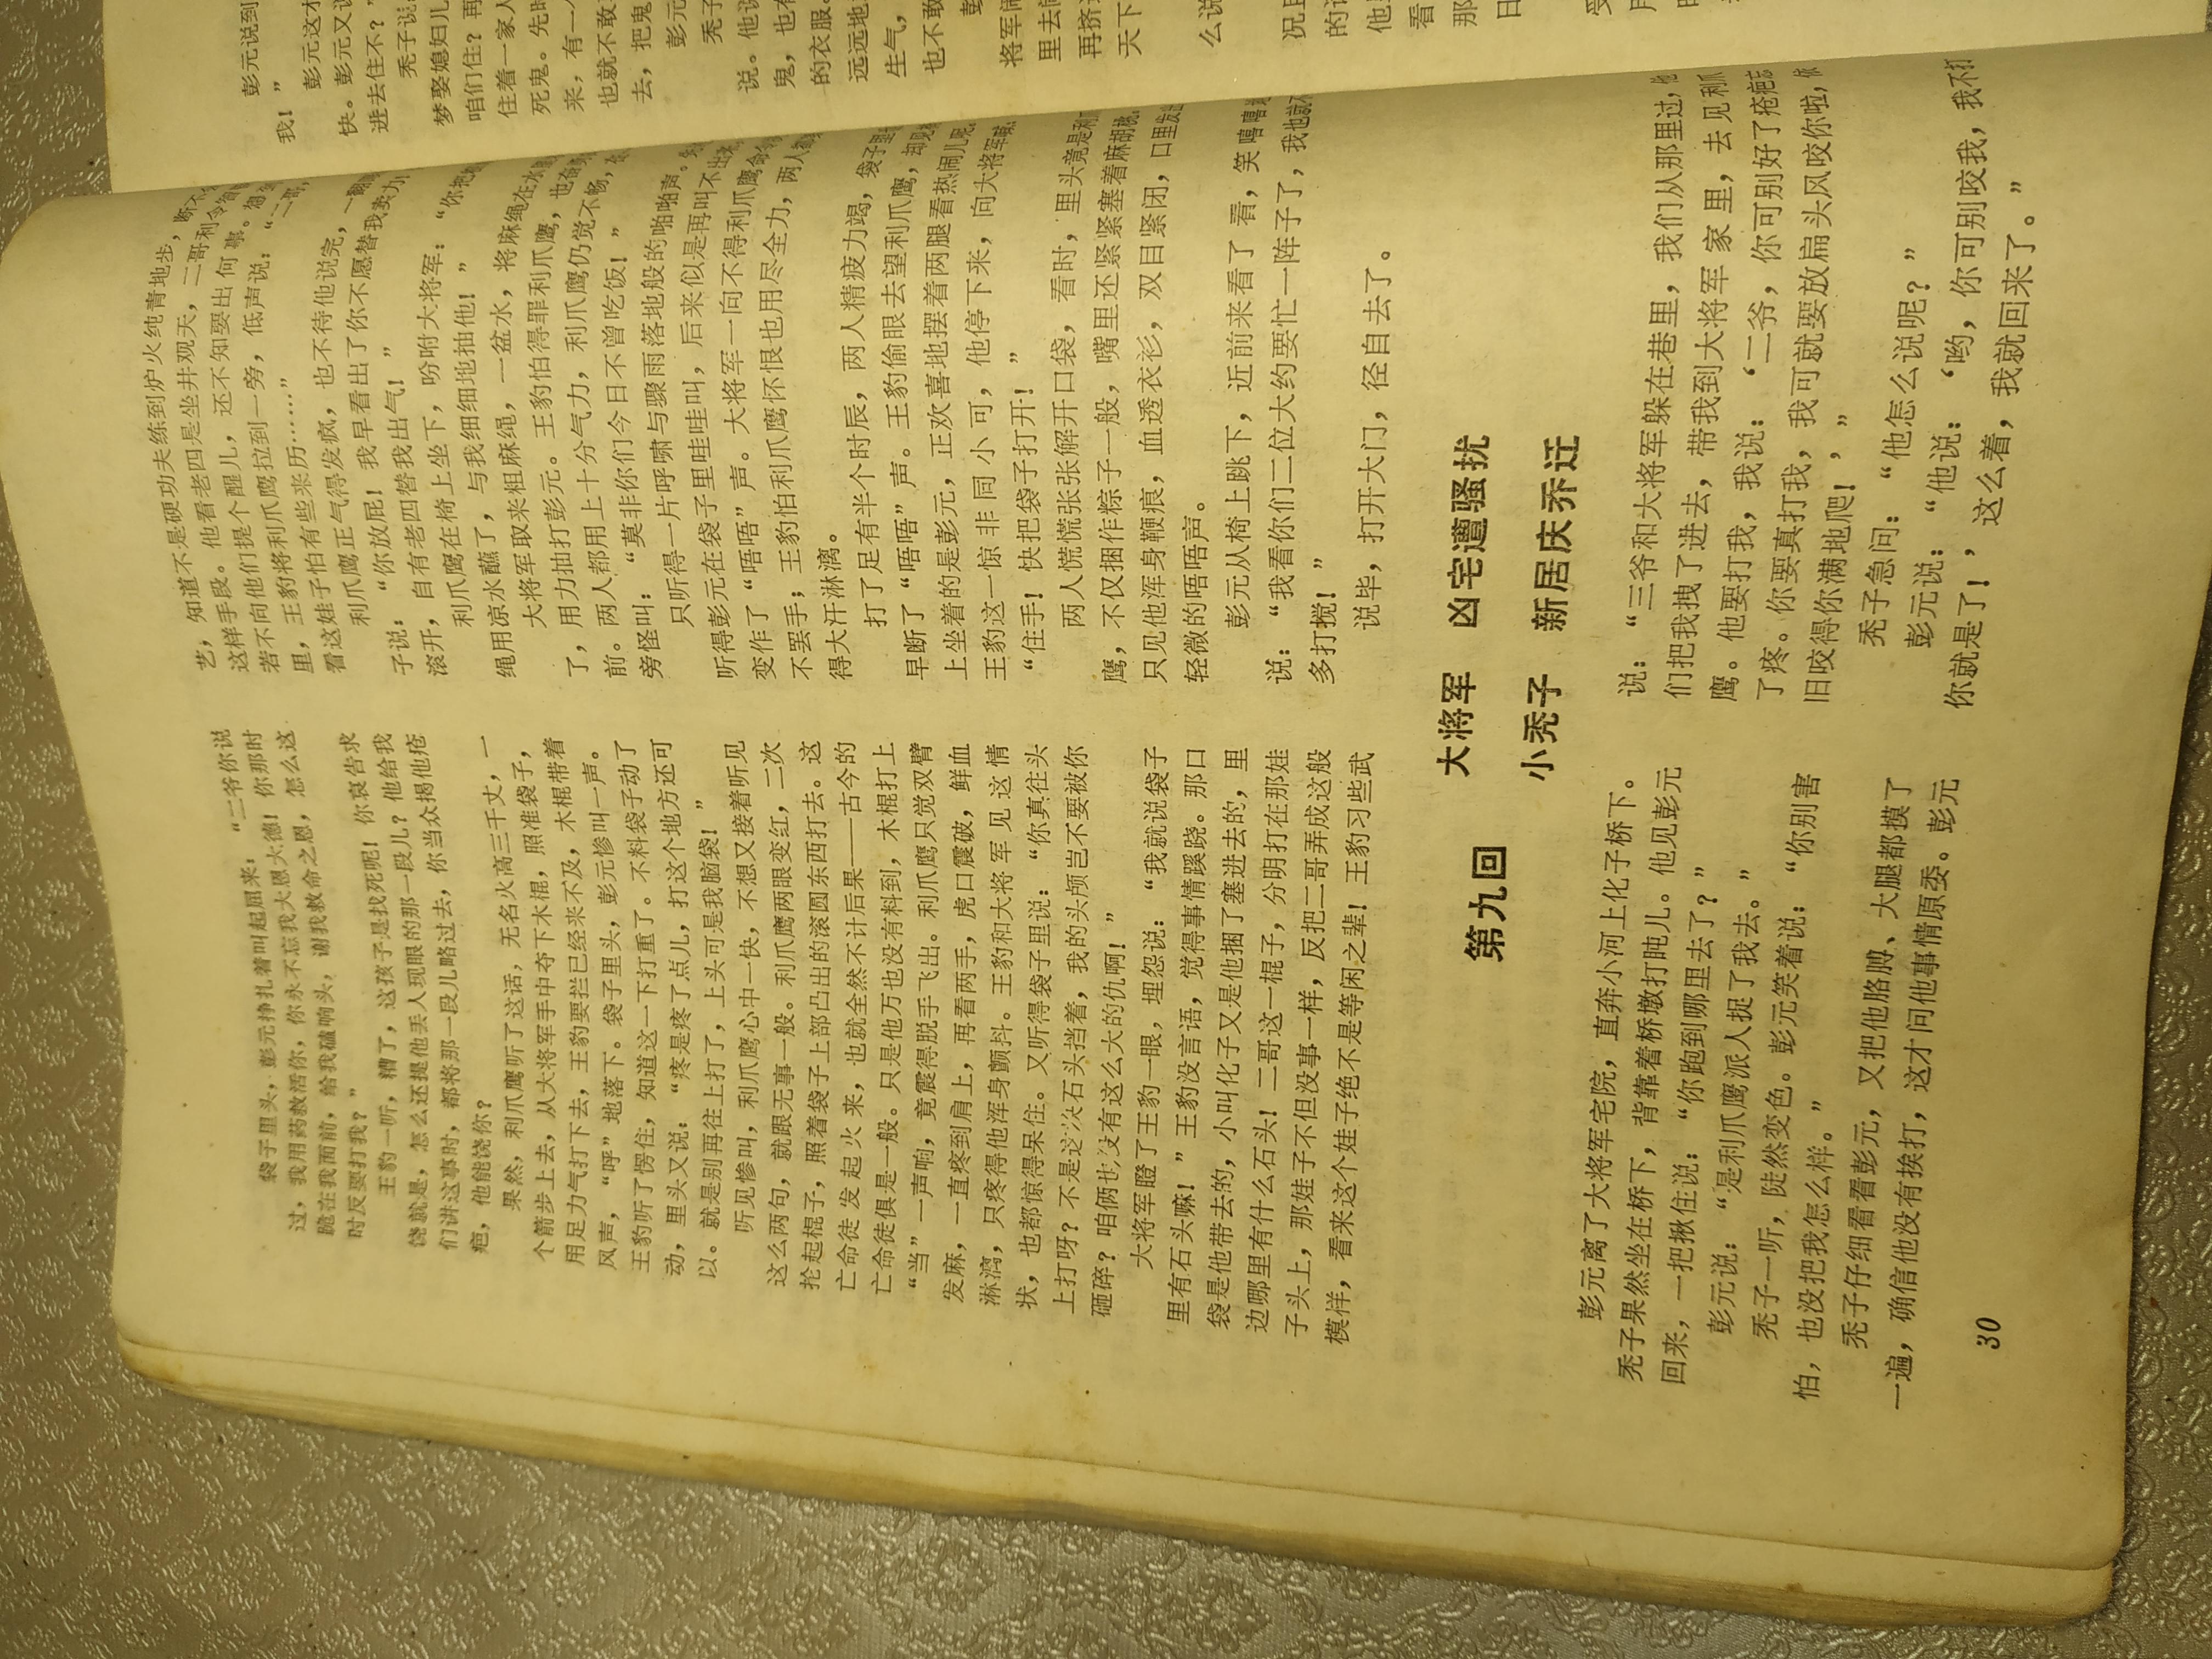 袋子里头，彭元挣扎着叫起屈来：“二爷你说
过，我用药救活你，你永不忘我大恩大德！你那时
跪在我面前，给我磕响头，谢我救命之恩，怎么这
时反要打我？”
王豹一听，糟了，这孩子是找死呢！你哀告求
饶就是，怎么还提他丢人现眼的那一段儿？他给我
们讲这事时，都将那一段儿略过去，你当众揭他疮
疤，他能饶你？
果然，利爪鹰听了这话，无名火高三千丈，一
个箭步上去，从大将军手中夺下木棍，照准袋子，
用足力气打下去，王豹要拦已经来不及，木棍带着
风声，“呼”地落下。袋子里头，彭元惨叫一声。
王豹听了愣住，知道这一下打重了。不料袋子动了
动，里头又说：“疼是疼了点儿，打这个地方还可
以。就是别再往上打了，上头可是我脑袋！”
听见惨叫，利爪鹰心中一快，不想又接着听见
这么两句，就跟无事一般。利爪鹰两眼变红，二次
抡起棍子，照着袋子上部凸出的滚圆东西打去。这
亡命徒发起火来，也就全然不计后果——古今的
亡命徒俱是一般。只是他万也没有料到，木棍打上
“当”一声响，竟震得脱手飞出。利爪鹰只觉双臂
发麻，一直疼到肩上，再看两手，虎口震破，鲜血
淋漓，只疼得他浑身颤抖。王豹和大将军见这情
状，也都惊得呆住。又听得袋子里说：“你真往头
上打呀？不是这块石头挡着，我的头颅岂不要被你
砸碎？咱俩也没有这么大的仇啊！”
大将军瞪了王豹一眼，埋怨说：“我就说袋子
里有石头嘛！”王豹没言语，觉得事情蹊跷。那口
袋是他带去的，小叫化子又是他捆了塞进去的，里
边哪里有什么石头！二哥这一棍子，分明打在那娃
子头上，那娃子不但没事一样，反把二哥弄成这般
模样，看来这个娃子绝不是等闲之辈！王豹习些武
艺，知道不是硬功夫练到炉火纯青地步，断不
这样手段。他看老四是坐井观天，二哥利令智
若不向他们提个醒儿，还不知要出何事。想
里，王豹将利爪鹰拉到一旁，低声说：“二哥，
看这娃子怕有些来历……”
利爪鹰正气得发疯，也不待他说完，一翻
子说：“你放屁！我早看出了你不愿替我卖力！
滚开，自有老四替我出气！”
利爪鹰在椅上坐下，吩咐大将军：“你把
绳用凉水蘸了，与我细细地抽他！”
大将军取来粗麻绳，一盆水，将麻绳在水
了，用力抽打彭元。王豹怕得罪利爪鹰，也
前。两人都用上十分气力，利爪鹰仍觉不畅，
旁怪叫：“莫非你们今日不曾吃饭！”
只听得一片呼啸与骤雨落地般的啪啪声。
听得彭元在袋子里哇哇叫，后来似是再叫不出
变作了“唔唔”声。大将军一向不得利爪鹰
不罢手；王豹怕利爪鹰怀恨也用尽全力，两人
得大汗淋漓。
打了足有半个时辰，两人精疲力竭，袋子里
早断了“唔唔”声。王豹偷眼去望利爪鹰，却见
上坐着的是彭元，正欢喜地摆着两腿看热闹儿呢。
王豹这一惊非同小可，他停下来，向大将军
“住手！快把袋子打开！”
两人慌慌张张解开口袋，看时，里头竟是利
鹰，不仅捆作粽子一般，嘴里还紧紧塞着麻胡桃，
只见他浑身鞭痕，血透衣衫，双目紧闭，口里发
轻微的唔唔声。
彭元从椅上跳下，近前来看了看，笑嘻嘻
说：“我看你们二位大约要忙一阵子了，我也就
多打搅！”
说毕，打开大门，径自去了。
第九回　大将军　凶宅遭骚扰
小秃子　新居庆乔迁
彭元离了大将军宅院，直奔小河上化子桥下。
秃子果然坐在桥下，背靠着桥墩打盹儿。他见彭元
回来，一把揪住说：“你跑到哪里去了？”
彭元说：“是利爪鹰派人捉了我去。”
秃子一听，陡然变色。彭元笑着说：“你别害
怕，也没把我怎么样。”
秃子仔细看看彭元，又把他胳膊、大腿都摸了
一遍，确信他没有挨打，这才问他事情原委。彭元
说：“三爷和大将军躲在巷里，我们从那里过，他
们把我拽了进去，带我到大将军家里，去见利爪
鹰。他要打我，我说：‘二爷，你可别好了疮疤忘
了疼。你要真打我，我可就要放扁头风咬你啦，依
旧咬得你满地爬！’”
秃子急问：“他怎么说呢？”
彭元说：“他说：‘哟，你可别咬我，我不打
你就是了！’这么着，我就回来了。”
30
彭元说到
我！”
彭元这才
快。彭元又说
进去住不？”
秃子说
梦娶媳妇儿
咱们住？再
住着一家人
死鬼。先时
来，有一
也就不敢
去，把鬼
彭元
秃子
说。他说
鬼，也有
的衣服。
远远地
生气，
也不敢
彭
将军闹
里去
再挤
天下
么说
况且
的
他
看
那
日
受
月